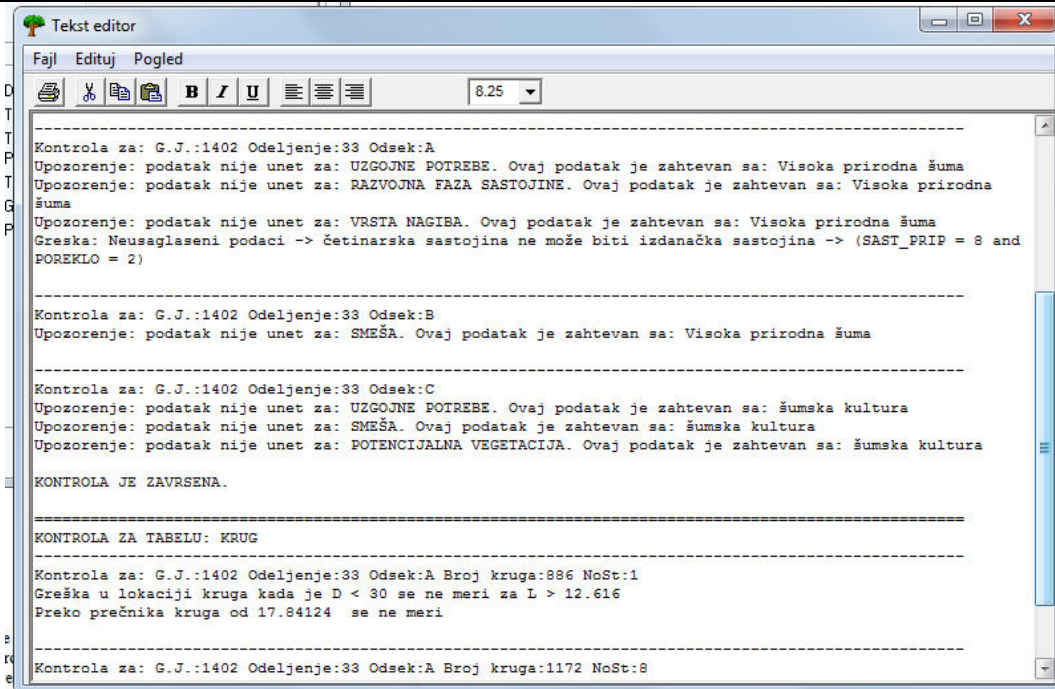 Tekst editor
Fajl Edituj Pogled
B I U 8.25
--------------------------------------------------------------------------------------------------------
Kontrola za: G.J.:1402 Odeljenje:33 Odsek:A
Upozorenje: podatak nije unet za: UZGOJNE POTREBE. Ovaj podatak je zahtevan sa: Visoka prirodna šuma
Upozorenje: podatak nije unet za: RAZVOJNA FAZA SASTOJINE. Ovaj podatak je zahtevan sa: Visoka prirodna
šuma
Upozorenje: podatak nije unet za: VRSTA NAGIBA. Ovaj podatak je zahtevan sa: Visoka prirodna šuma
Greska: Neusaglaseni podaci -> četinarska sastojina ne može biti izdanačka sastojina -> (SAST_PRIP = 8 and
POREKLO = 2)
--------------------------------------------------------------------------------------------------------
Kontrola za: G.J.:1402 Odeljenje:33 Odsek:B
Upozorenje: podatak nije unet za: SMEŠA. Ovaj podatak je zahtevan sa: Visoka prirodna šuma
--------------------------------------------------------------------------------------------------------
Kontrola za: G.J.:1402 Odeljenje:33 Odsek:C
Upozorenje: podatak nije unet za: UZGOJNE POTREBE. Ovaj podatak je zahtevan sa: šumska kultura
Upozorenje: podatak nije unet za: SMEŠA. Ovaj podatak je zahtevan sa: šumska kultura
Upozorenje: podatak nije unet za: POTENCIJALNA VEGETACIJA. Ovaj podatak je zahtevan sa: šumska kultura
KONTROLA JE ZAVRSENA.
========================================================================================================
KONTROLA ZA TABELU: KRUG
--------------------------------------------------------------------------------------------------------
Kontrola za: G.J.:1402 Odeljenje:33 Odsek:A Broj kruga:886 NoSt:1
Greška u lokaciji kruga kada je D < 30 se ne meri za L > 12.616
Preko prečnika kruga od 17.84124 se ne meri
--------------------------------------------------------------------------------------------------------
Kontrola za: G.J.:1402 Odeljenje:33 Odsek:A Broj kruga:1172 NoSt:8